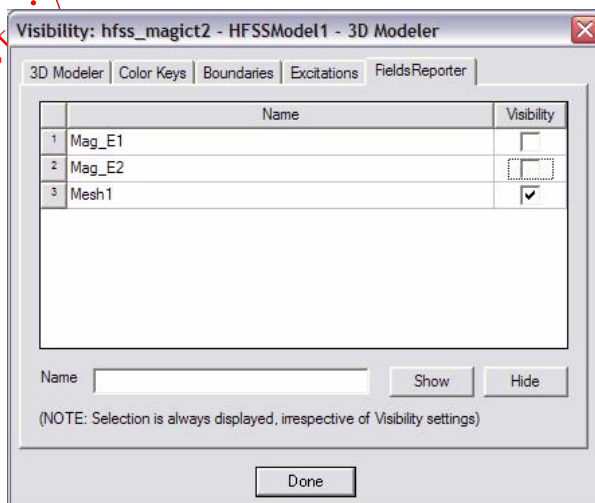 Visibility: hfss_magict2 - HFSSModel1 - 3D Modeler
3D Modeler Color Keys Boundaries Excitations FieldsReporter
Name Visibility
1 Mag_E1
2 Mag_E2
3 Mesh1
Name Show Hide
(NOTE: Selection is always displayed, irrespective of Visibility settings)
Done